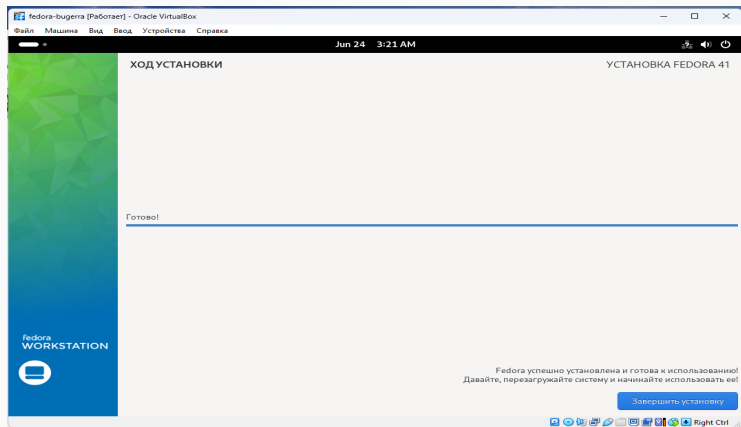 fedora-bugerra [Работает] - Oracle VirtualBox
Файл Машина Вид Ввод Устройства Справка
Jun 24 3:21 AM
ХОД УСТАНОВКИ
УСТАНОВКА FEDORA 41
Готово!
fedora
WORKSTATION
Fedora успешно установлена и готова к использованию!
Давайте, перезагружайте систему и начинайте использовать ее!
Завершить установку
Right Ctrl